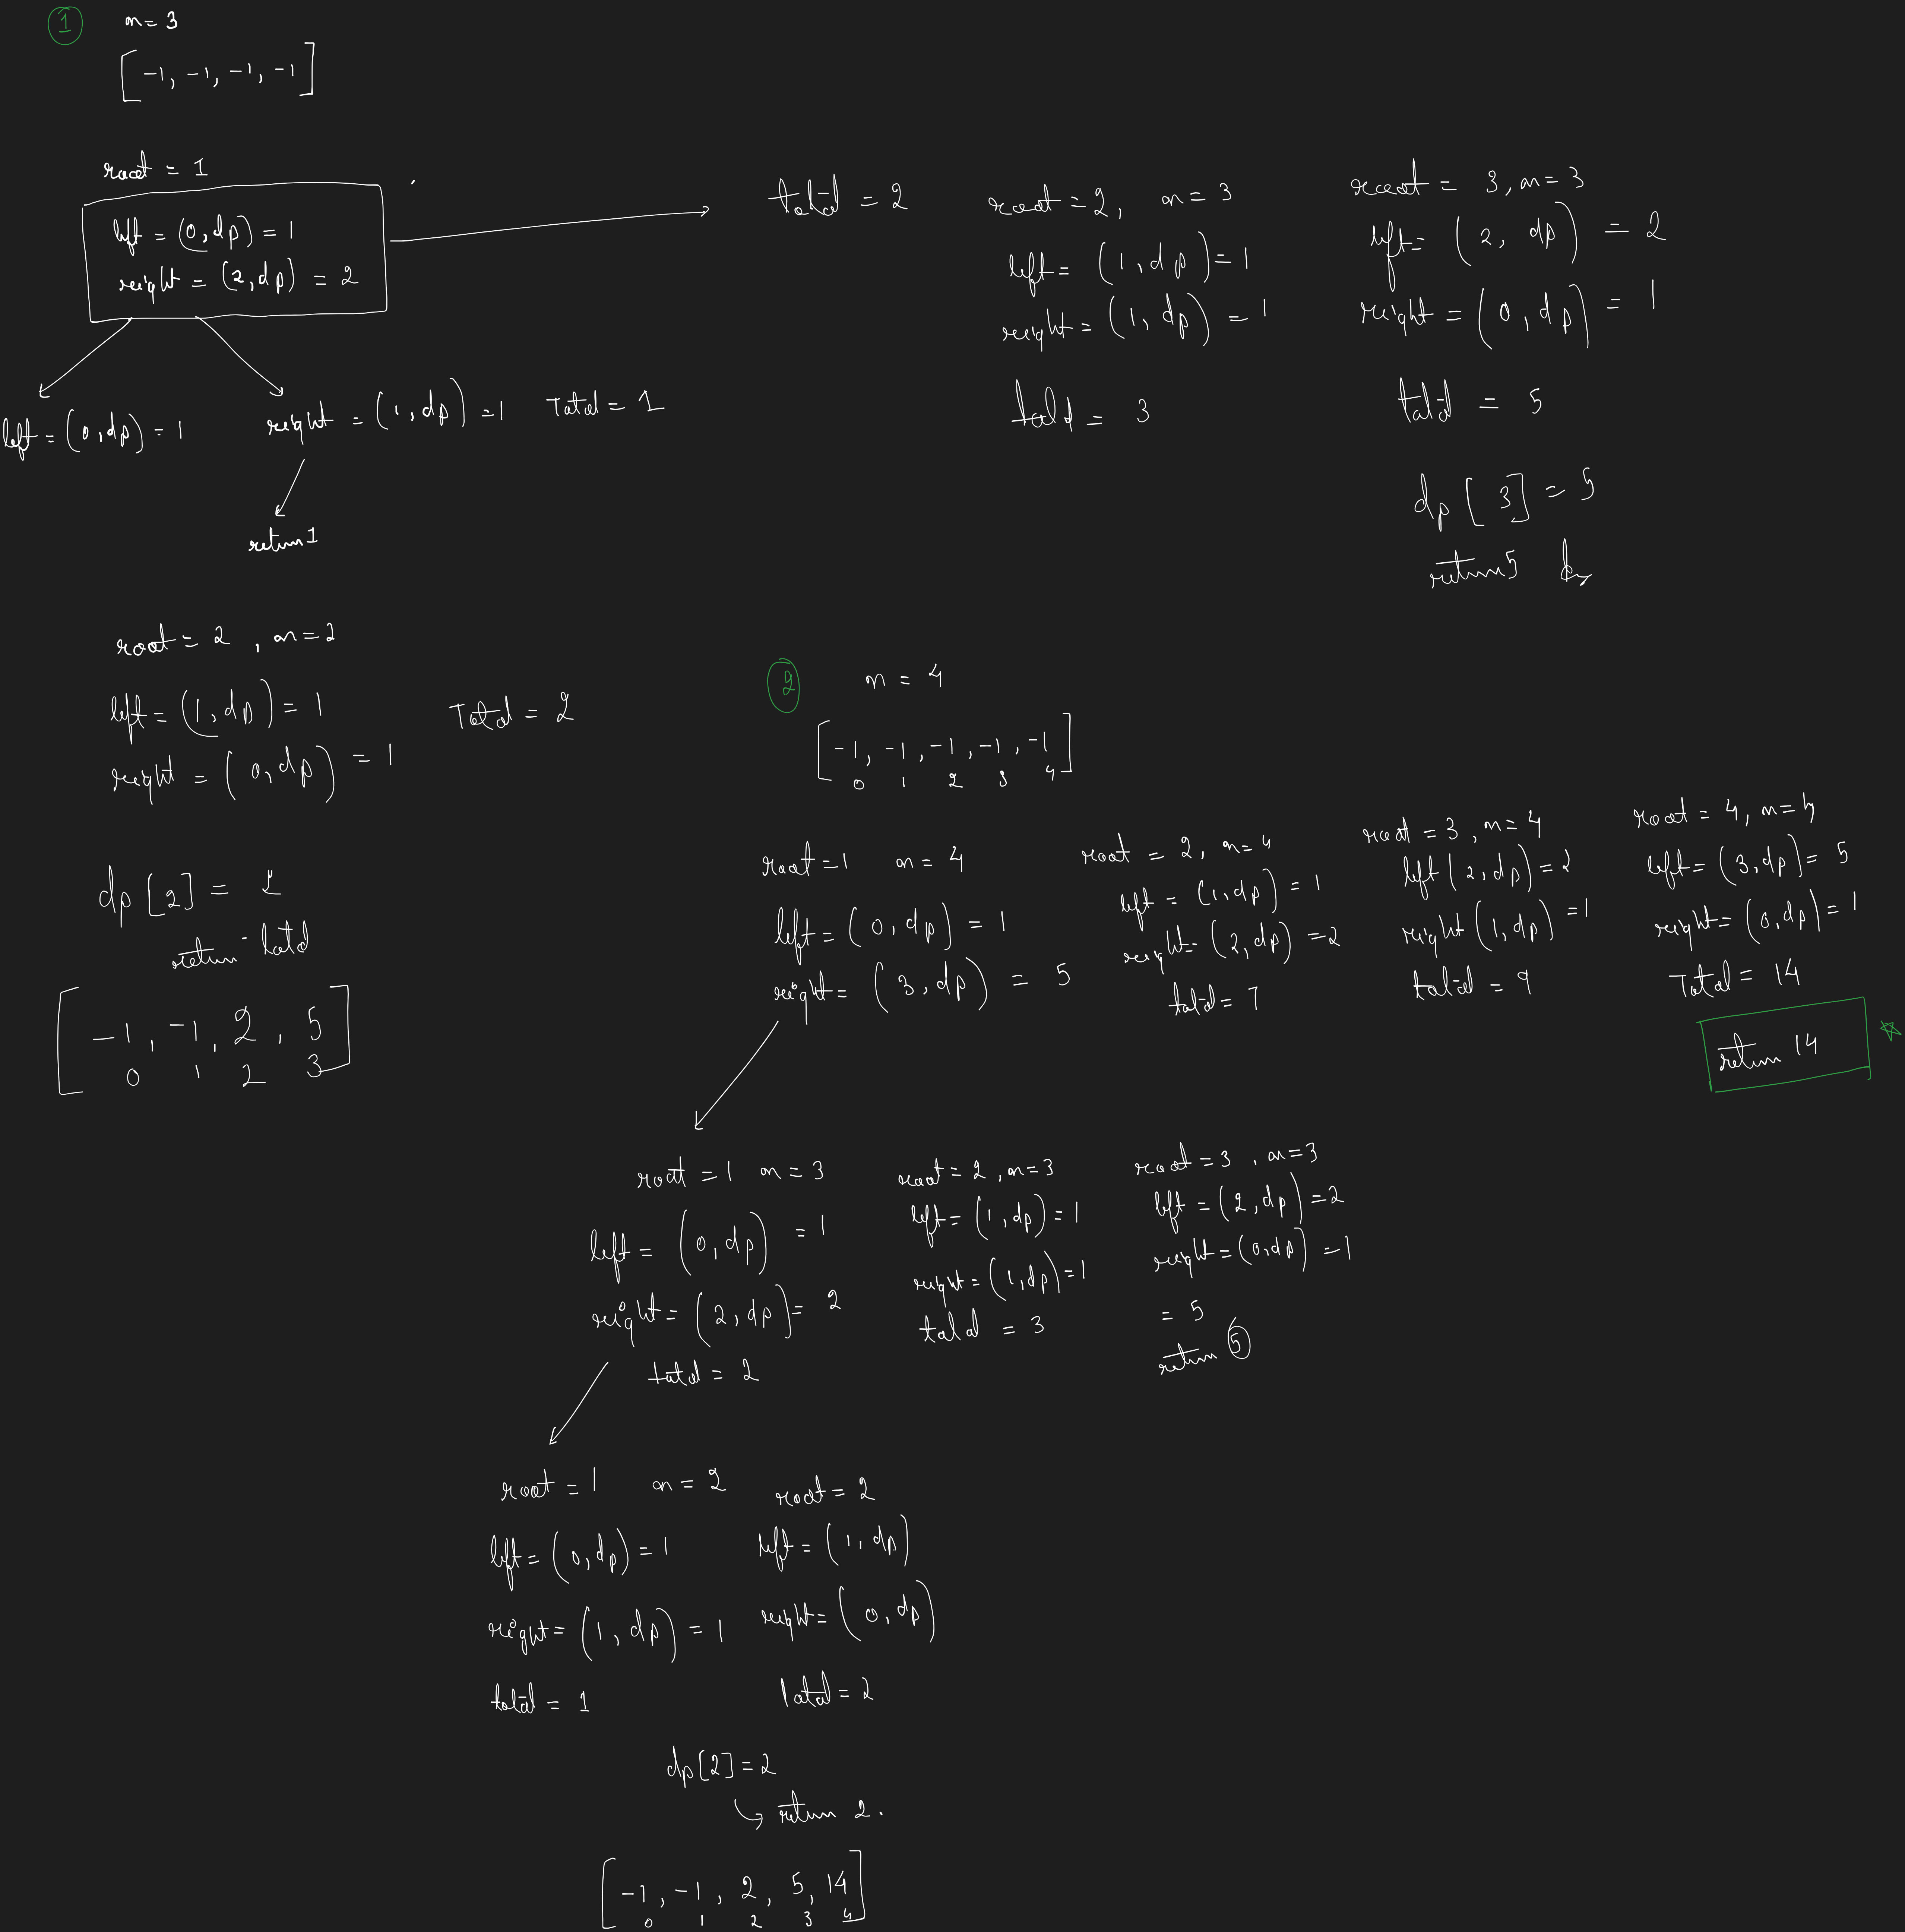 1 n = 3
[-1, -1, -1, -1]
root = 1
left = (0, dp) = 1
right = (2, dp) = 2
left = (0, dp) = 1
right = (1, dp) = 1 Total = 1
return 1
total = 2
root = 2, n = 3
left = (1, dp) = 1
right = (1, dp) = 1
total = 3
root = 3, n = 3
left = (2, dp) = 2
right = (0, dp) = 1
total = 5
dp [3] = 5
return 5
root = 2, n = 2
left = (1, dp) = 1
right = (0, dp) = 1
Total = 2
dp [2] = 2
return total
[-1, -1, 2, 5]
0 1 2 3
2 n = 4
[-1, -1, -1, -1, -1]
0 1 2 3 4
root = 1 n = 4
left = (0, dp) = 1
right = (3, dp) = 5
root = 2, n = 4
left = (1, dp) = 1
right = (2, dp) = 2
total = 7
root = 3, n = 4
left (2, dp) = 2
right (1, dp) = 1
total = 9
root = 4, n = 4
left = (3, dp) = 5
right = (0, dp) = 1
Total = 14
return 14
root = 1 n = 3
left = (0, dp) = 1
right = (2, dp) = 2
total = 2
root = 2, n = 3
left = (1, dp) = 1
right = (1, dp) = 1
total = 3
root = 3, n = 3
left = (2, dp) = 2
right = (0, dp) = 1
= 5
return 5
root = 1 n = 2
left = (0, dp) = 1
right = (1, dp) = 1
total = 1
root = 2
left = (1, dp)
right = (0, dp)
total = 2
dp [2] = 2
return 2.
[-1, -1, 2, 5, 14]
0 1 2 3 4